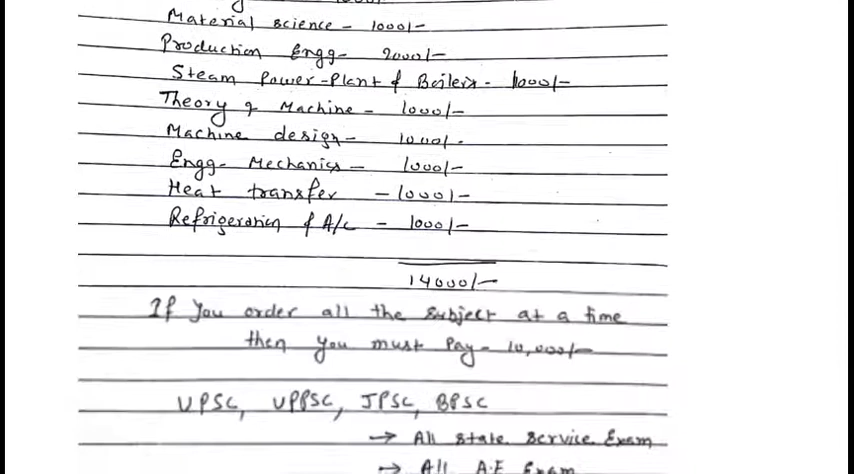 Material science - 1000/-
Production Engg- 2000/-
Steam Power-Plant & Boilers - 1000/-
Theory of Machine - 1000/-
Machine design - 1000/-
Engg- Mechanics - 1000/-
Heat transfer - 1000/-
Refrigeration & A/C - 1000/-
14000/-
If You order all the subject at a time
then you must Pay - 10,000/-
UPSC, UPPSC, JPSC, BPSC
→ All State Service Exam
→ All A.E Exam